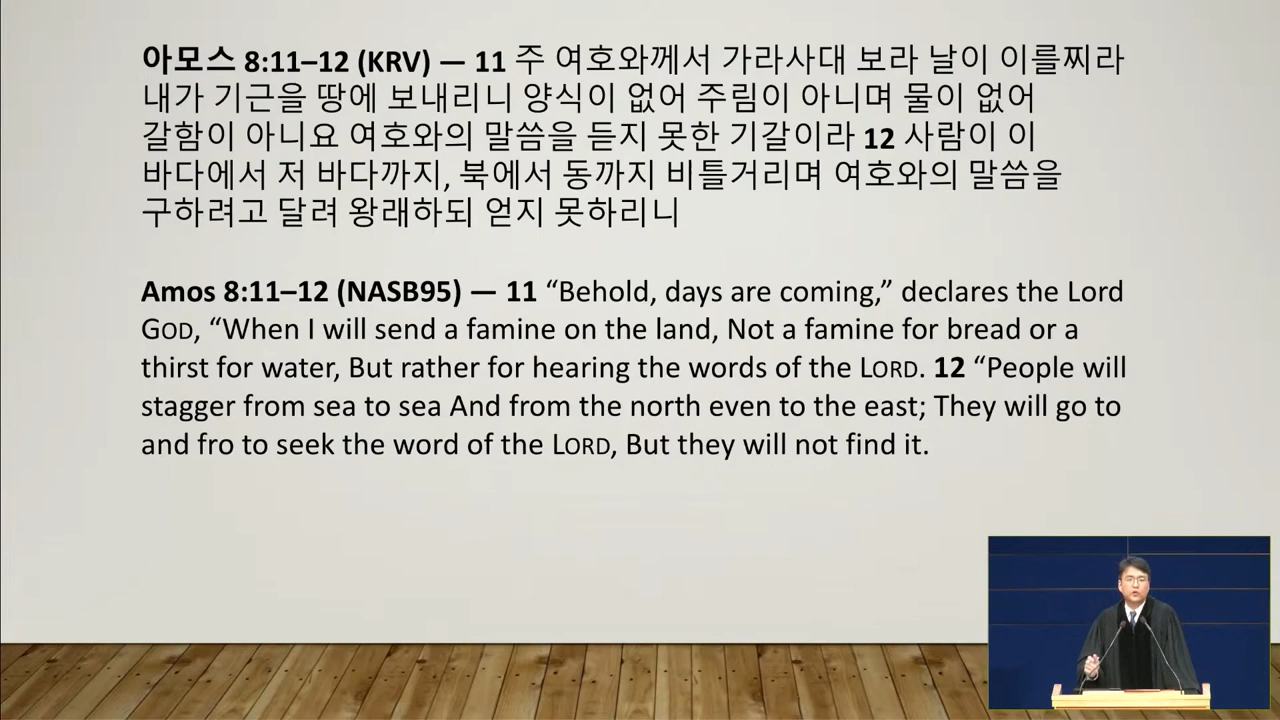 아모스 8:11–12 (KRV) — 11 주 여호와께서 가라사대 보라 날이 이를찌라
내가 기근을 땅에 보내리니 양식이 없어 주림이 아니며 물이 없어
갈함이 아니요 여호와의 말씀을 듣지 못한 기갈이라 12 사람이 이
바다에서 저 바다까지, 북에서 동까지 비틀거리며 여호와의 말씀을
구하려고 달려 왕래하되 얻지 못하리니
Amos 8:11–12 (NASB95) — 11 “Behold, days are coming,” declares the Lord
GOD, “When I will send a famine on the land, Not a famine for bread or a
thirst for water, But rather for hearing the words of the LORD. 12 “People will
stagger from sea to sea And from the north even to the east; They will go to
and fro to seek the word of the LORD, But they will not find it.